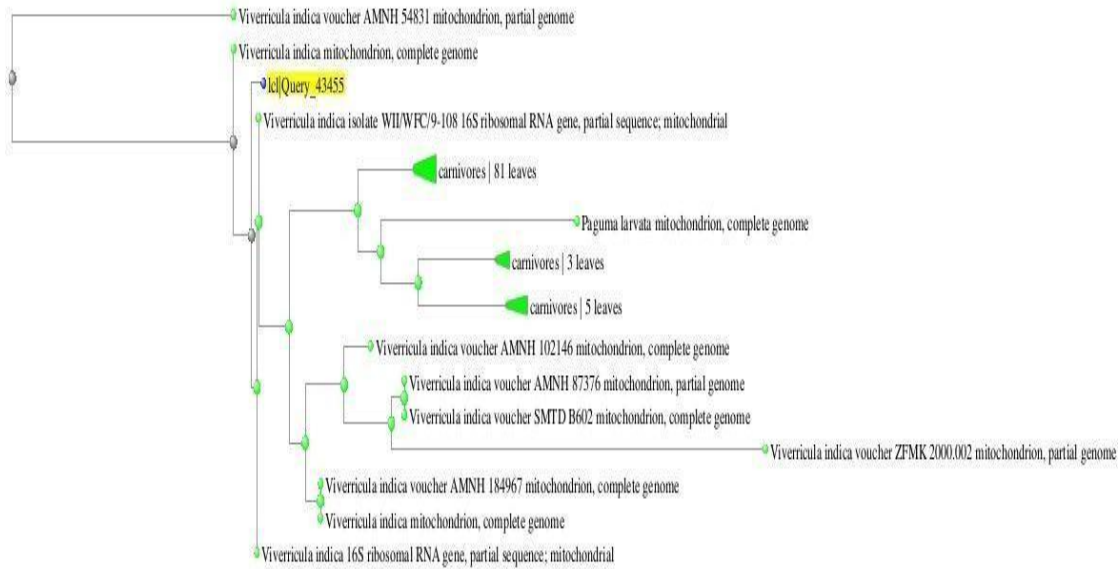 Viverricula indica voucher AMNH 54831 mitochondrion, partial genome
Viverricula indica mitochondrion, complete genome
lcl|Query_43455
Viverricula indica isolate WII/WFC/9-108 16S ribosomal RNA gene, partial sequence; mitochondrial
carnivores | 81 leaves
Paguma larvata mitochondrion, complete genome
carnivores | 3 leaves
carnivores | 5 leaves
Viverricula indica voucher AMNH 102146 mitochondrion, complete genome
Viverricula indica voucher AMNH 87376 mitochondrion, partial genome
Viverricula indica voucher SMTD B602 mitochondrion, complete genome
Viverricula indica voucher ZFMK 2000.002 mitochondrion, partial genome
Viverricula indica voucher AMNH 184967 mitochondrion, complete genome
Viverricula indica mitochondrion, complete genome
Viverricula indica 16S ribosomal RNA gene, partial sequence; mitochondrial